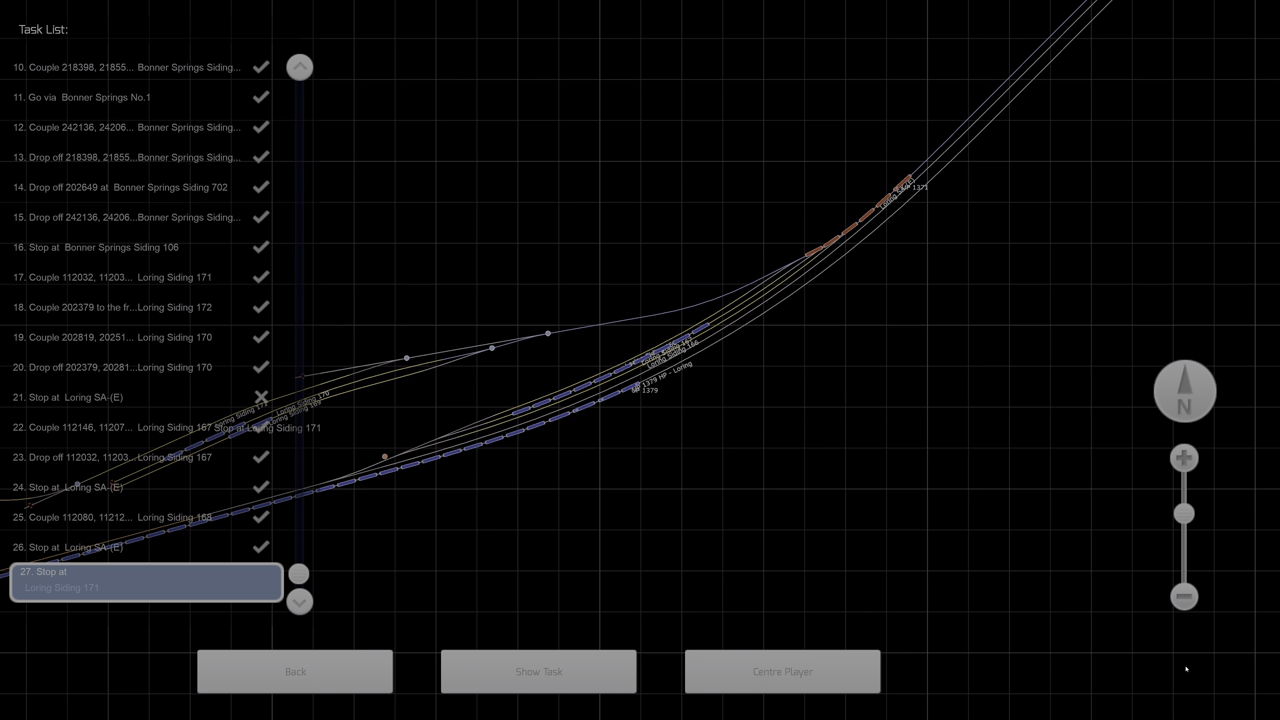 Task List:
10. Couple 218398, 21855... Bonner Springs Siding...
11. Go via Bonner Springs No.1
12. Couple 242136, 24206... Bonner Springs Siding...
13. Drop off 218398, 21855...Bonner Springs Siding...
14. Drop off 202649 at Bonner Springs Siding 702
15. Drop off 242136, 24206...Bonner Springs Siding...
16. Stop at Bonner Springs Siding 106
17. Couple 112032, 11203... Loring Siding 171
18. Couple 202379 to the fr...Loring Siding 172
19. Couple 202819, 20251... Loring Siding 170
20. Drop off 202379, 20281...Loring Siding 170
21. Stop at Loring SA-(E)
22. Couple 112146, 11207... Loring Siding 167
Stop at Loring Siding 171
23. Drop off 112032, 11203... Loring Siding 167
24. Stop at Loring SA-(E)
25. Couple 112080, 11212... Loring Siding 168
26. Stop at Loring SA (E)
27. Stop at
Loring Siding 171
1371
Loring Siding 166
MP 1379 HP - Loring
MP 1379
Loring Siding 170
N
Back
Show Task
Centre Player